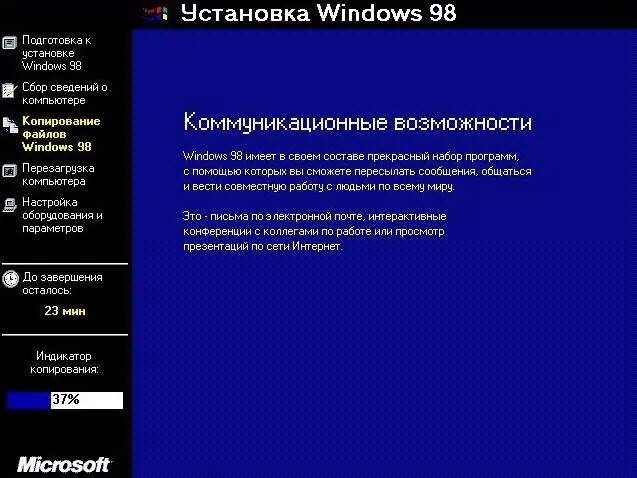 Установка Windows 98
Подготовка к
установке
Windows 98
Сбор сведений о
компьютере
Копирование
файлов
Windows 98
Перезагрузка
компьютера
Настройка
оборудования и
параметров
До завершения
осталось:
23 мин
Индикатор
копирования:
37%
Microsoft
Коммуникационные возможности
Windows 98 имеет в своем составе прекрасный набор программ,
с помощью которых вы сможете пересылать сообщения, общаться
и вести совместную работу с людьми по всему миру.
Это - письма по электронной почте, интерактивные
конференции с коллегами по работе или просмотр
презентаций по сети Интернет.